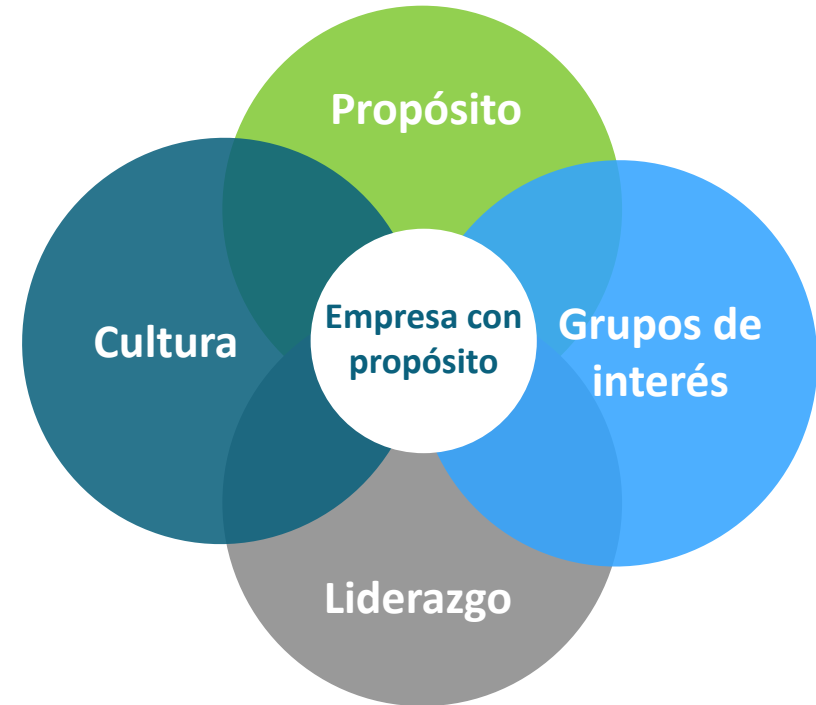 Propósito
Cultura
Empresa con
propósito
Grupos de
interés
Liderazgo